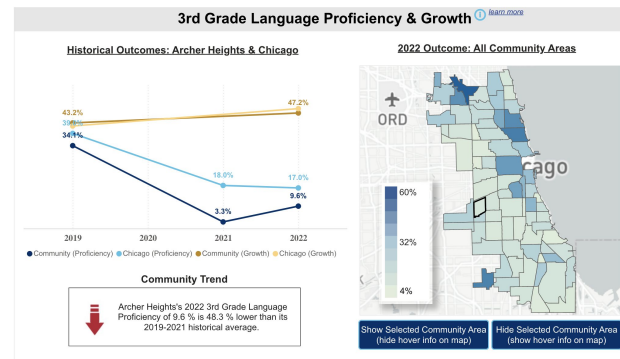 3rd Grade Language Proficiency & Growth i learn more
Historical Outcomes: Archer Heights & Chicago
43.2%
34.1%
18.0%
3.3%
47.2%
17.0%
9.6%
2019 2020 2021 2022
Community (Proficiency) Chicago (Proficiency) Community (Growth) Chicago (Growth)
Community Trend
Archer Heights's 2022 3rd Grade Language
Proficiency of 9.6 % is 48.3 % lower than its
2019-2021 historical average.
2022 Outcome: All Community Areas
ORD
cago
60%
32%
4%
PK
Show Selected Community Area
(hide hover info on map)
Hide Selected Community Area
(show hover info on map)